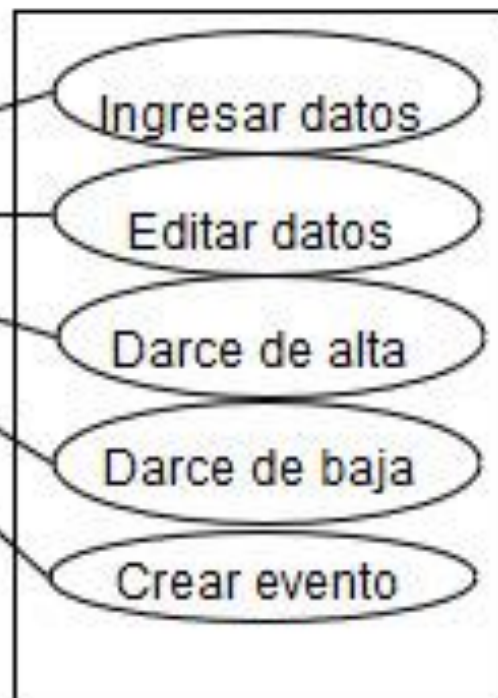 Ingresar datos
Editar datos
Darce de alta
Darce de baja
Crear evento